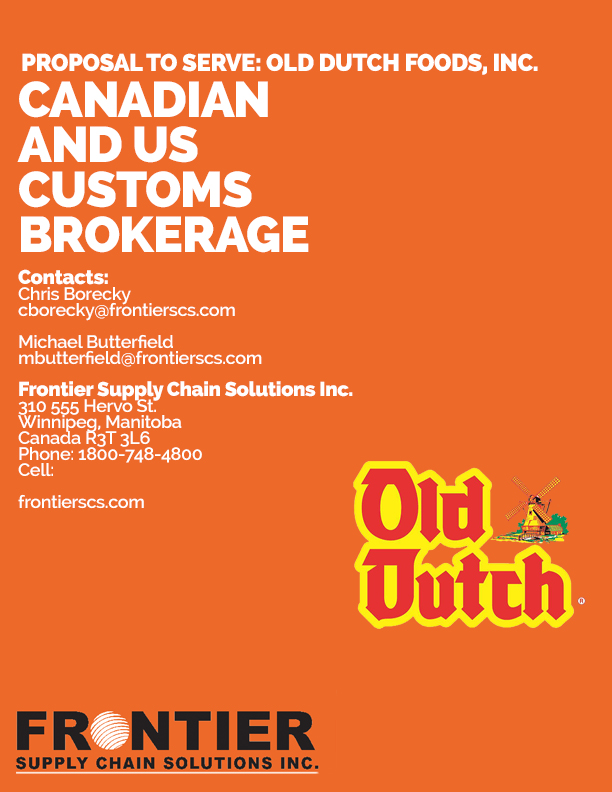 PROPOSAL TO SERVE: OLD DUTCH FOODS, INC.
CANADIAN
AND US
CUSTOMS
BROKERAGE
Contacts:
Chris Borecky
cborecky@frontierscs.com
Michael Butterfield
mbutterfield@frontierscs.com
Frontier Supply Chain Solutions Inc.
310 555 Hervo St.
Winnipeg, Manitoba
Canada R3T 3L6
Phone: 1800-748-4800
Cell:
frontierscs.com
Old
Dutch
®
FRONTIER
SUPPLY CHAIN SOLUTIONS INC.